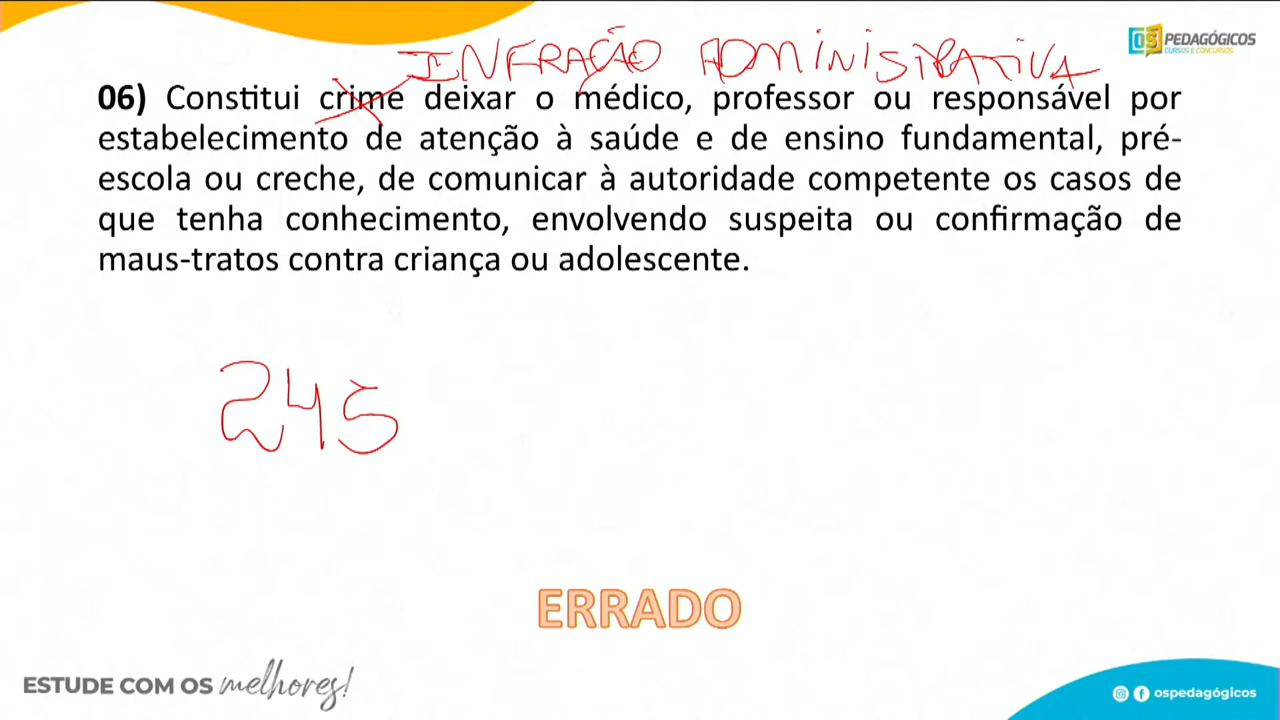 INFRAÇÃO ADMINISTRATIVA
OS PEDAGÓGICOS
CURSOS E CONCURSOS
06) Constitui crime deixar o médico, professor ou responsável por
estabelecimento de atenção à saúde e de ensino fundamental, pré-
escola ou creche, de comunicar à autoridade competente os casos de
que tenha conhecimento, envolvendo suspeita ou confirmação de
maus-tratos contra criança ou adolescente.
245
ERRADO
ESTUDE COM OS melhores!
ospedagógicos